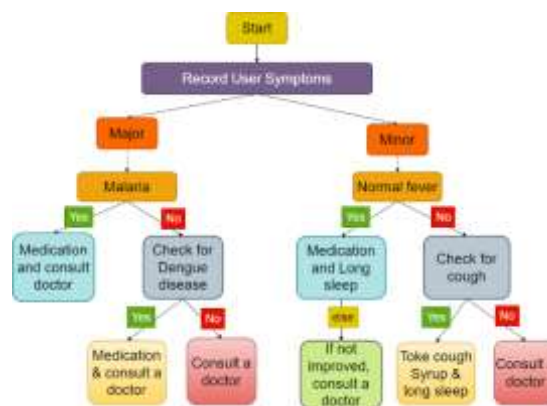 Start
Record User Symptoms
Major
Minor
Malaria
Normal fever
Yes
No
Yes
No
Medication
and consult
doctor
Check for
Dengue
disease
Medication
and Long
sleep
Check for
cough
Yes
No
else
Yes
No
Medication
& consult a
doctor
Consult a
doctor
If not
improved,
consult a
doctor
Toke cough
Syrup &
long sleep
Consult
doctor